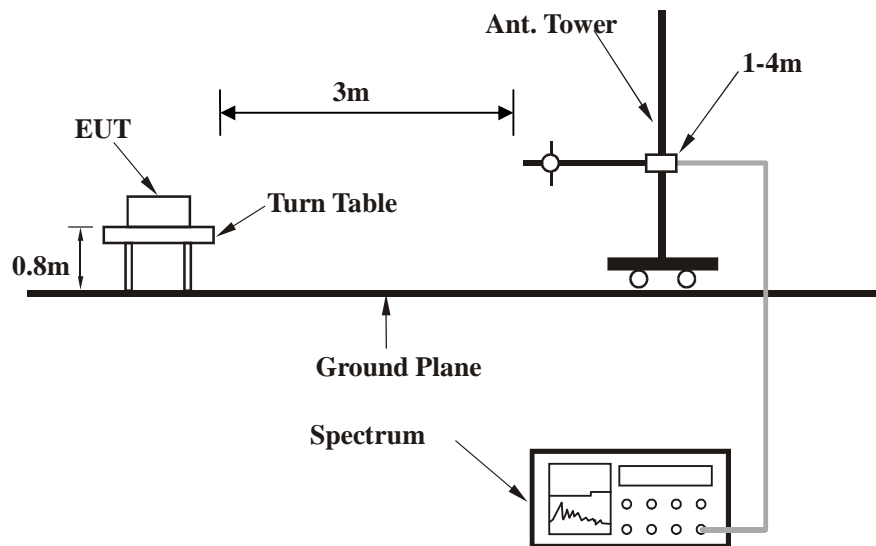 Ant. Tower
1-4m
3m
EUT
Turn Table
0.8m
Ground Plane
Spectrum